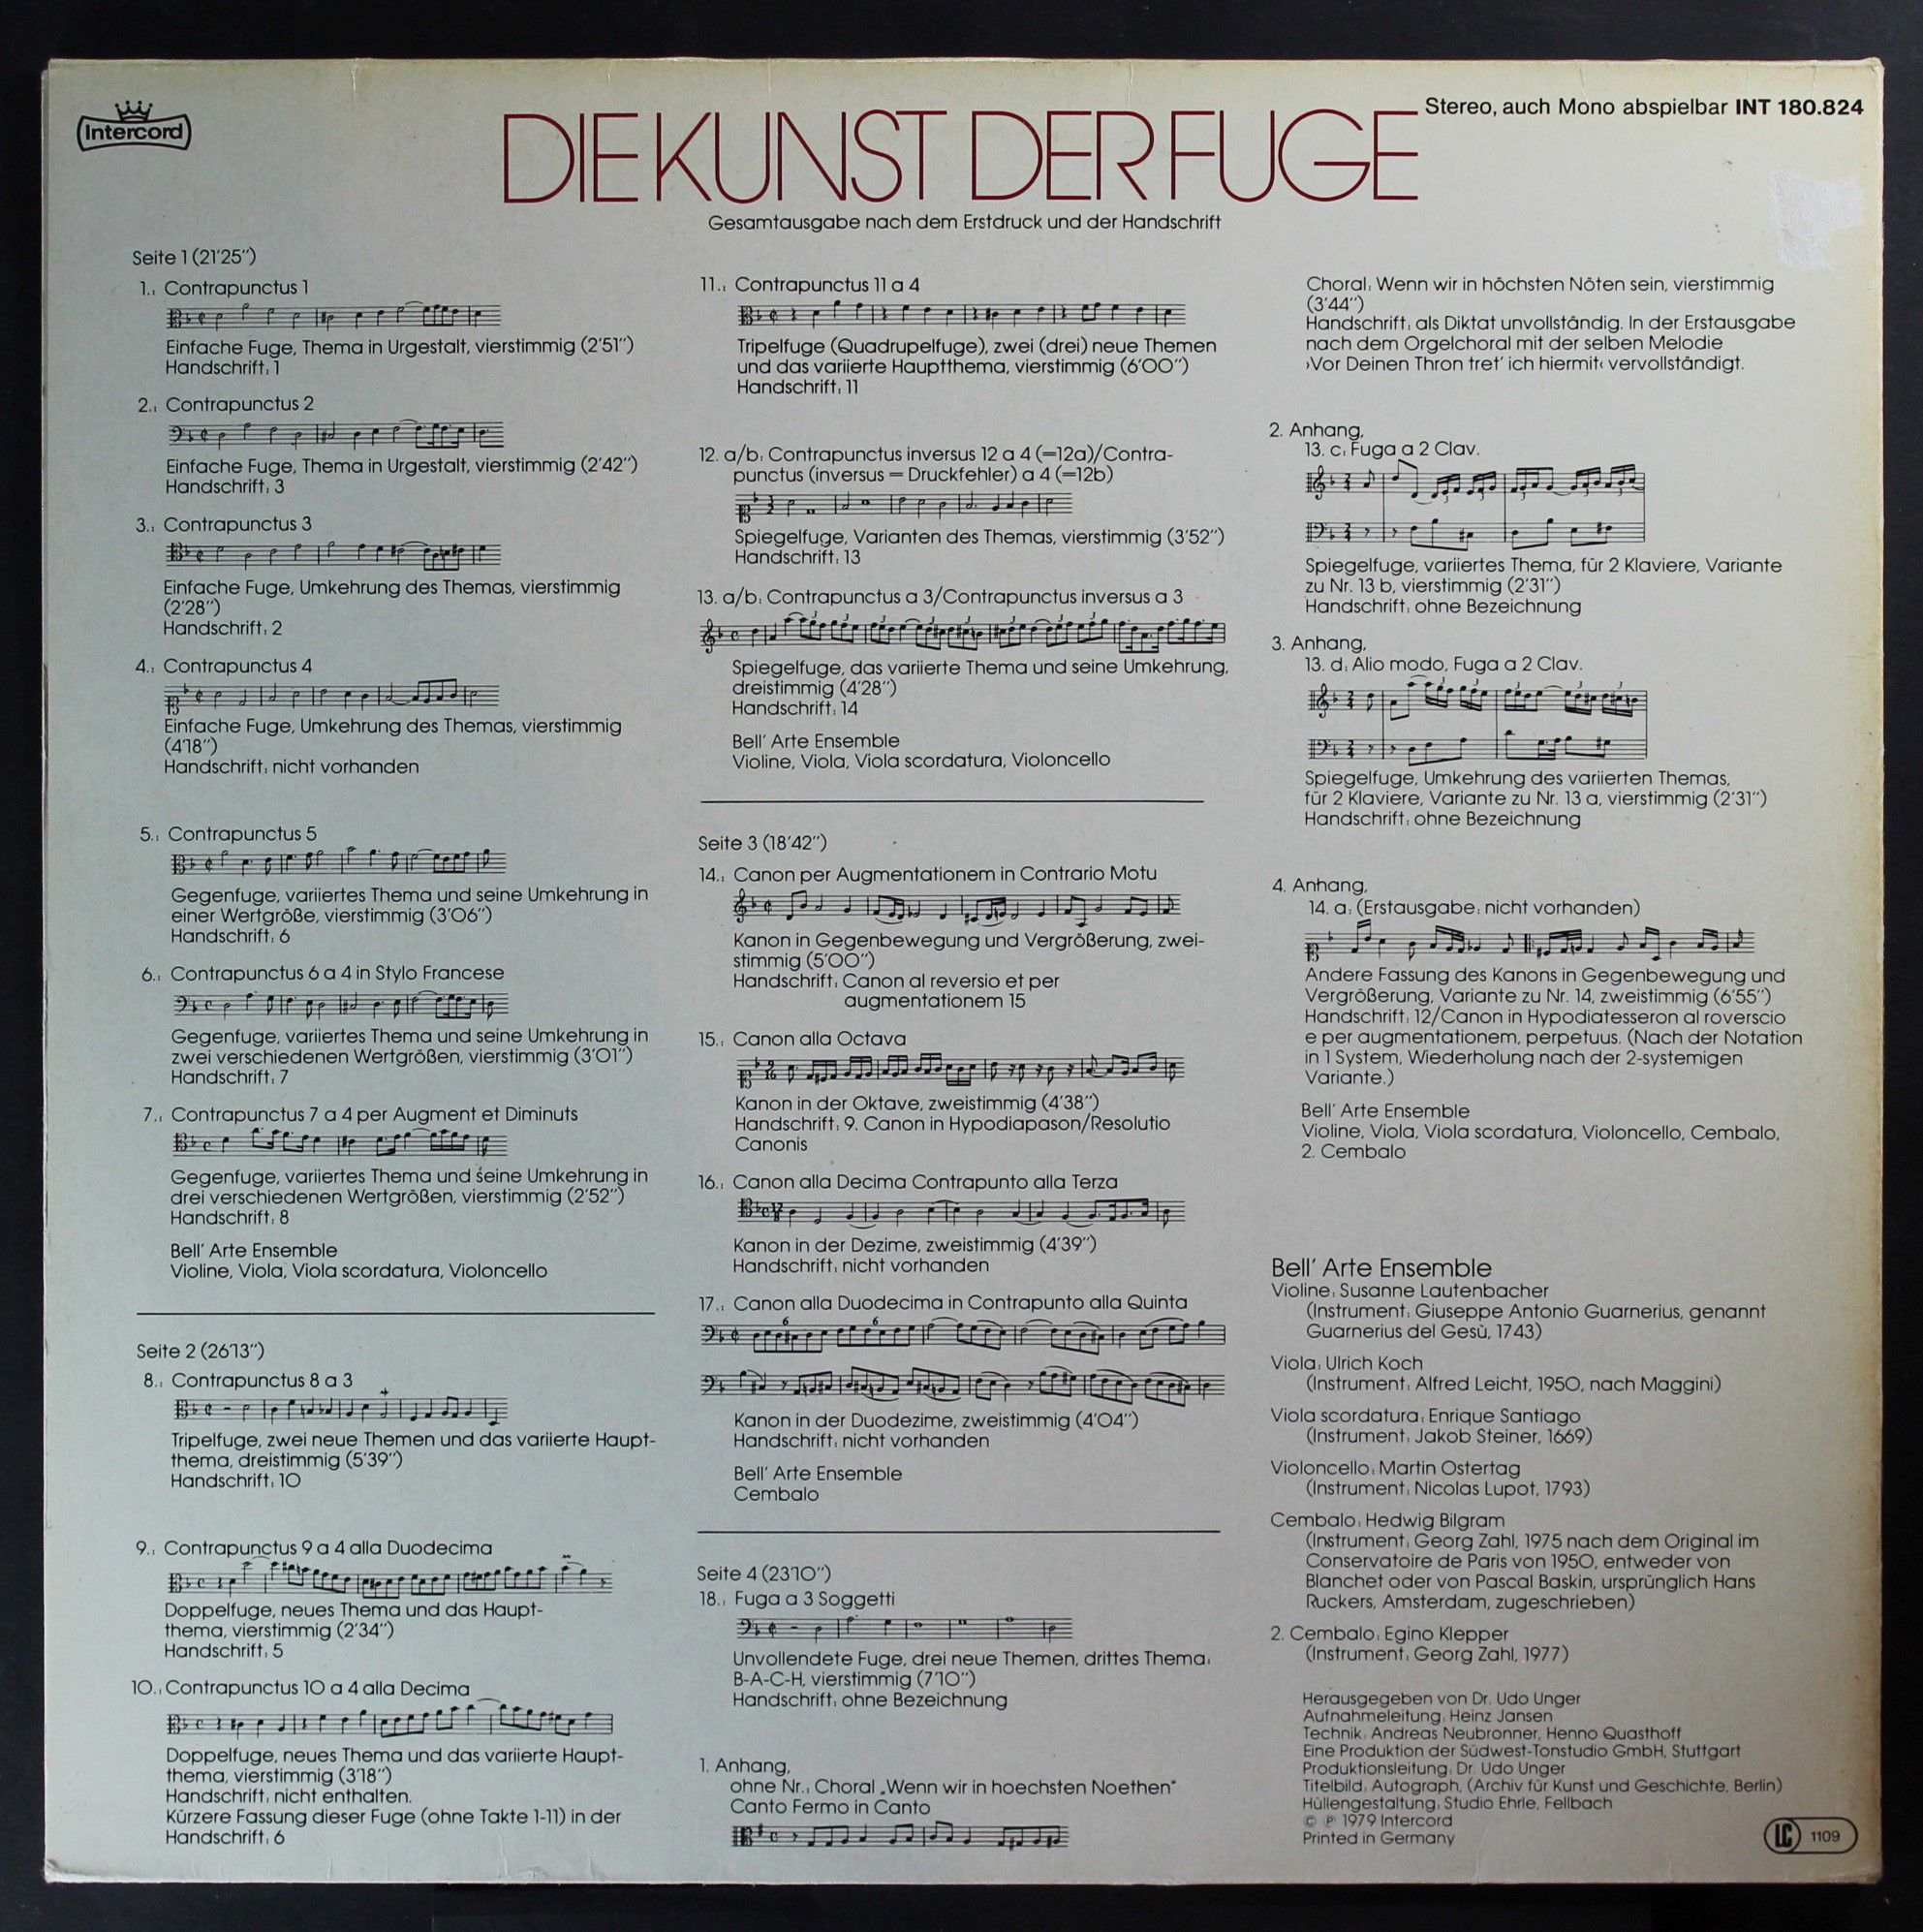 Intercord
DIE KUNST DER FUGE
Stereo, auch Mono abspielbar INT 180.824
Gesamtausgabe nach dem Erstdruck und der Handschrift
Seite 1 (21'25")
1.: Contrapunctus 1
Einfache Fuge, Thema in Urgestalt, vierstimmig (2'51")
Handschrift: 1
2.: Contrapunctus 2
Einfache Fuge, Thema in Urgestalt, vierstimmig (2'42")
Handschrift: 3
3.: Contrapunctus 3
Einfache Fuge, Umkehrung des Themas, vierstimmig
(2'28")
Handschrift: 2
4.: Contrapunctus 4
Einfache Fuge, Umkehrung des Themas, vierstimmig
(4'18")
Handschrift: nicht vorhanden
5.: Contrapunctus 5
Gegenfuge, variiertes Thema und seine Umkehrung in
einer Wertgröße, vierstimmig (3'06")
Handschrift: 6
6.: Contrapunctus 6 a 4 in Stylo Francese
Gegenfuge, variiertes Thema und seine Umkehrung in
zwei verschiedenen Wertgrößen, vierstimmig (3'01")
Handschrift: 7
7.: Contrapunctus 7 a 4 per Augment et Diminuts
Gegenfuge, variiertes Thema und seine Umkehrung in
drei verschiedenen Wertgrößen, vierstimmig (2'52")
Handschrift: 8
Bell' Arte Ensemble
Violine, Viola, Viola scordatura, Violoncello
Seite 2 (26'13")
8.: Contrapunctus 8 a 3
Tripelfuge, zwei neue Themen und das variierte Haupt-
thema, dreistimmig (5'39")
Handschrift: 10
9.: Contrapunctus 9 a 4 alla Duodecima
Doppelfuge, neues Thema und das Haupt-
thema, vierstimmig (2'34")
Handschrift: 5
10.: Contrapunctus 10 a 4 alla Decima
Doppelfuge, neues Thema und das variierte Haupt-
thema, vierstimmig (3'18")
Handschrift: nicht enthalten.
Kürzere Fassung dieser Fuge (ohne Takte 1-11) in der
Handschrift: 6
11.: Contrapunctus 11 a 4
Tripelfuge (Quadrupelfuge), zwei (drei) neue Themen
und das variierte Hauptthema, vierstimmig (6'00")
Handschrift: 11
12. a/b: Contrapunctus inversus 12 a 4 (=12a)/Contra-
punctus (inversus = Druckfehler) a 4 (=12b)
Spiegelfuge, Varianten des Themas, vierstimmig (3'52")
Handschrift: 13
13. a/b: Contrapunctus a 3/Contrapunctus inversus a 3
Spiegelfuge, das variierte Thema und seine Umkehrung,
dreistimmig (4'28")
Handschrift: 14
Bell' Arte Ensemble
Violine, Viola, Viola scordatura, Violoncello
Seite 3 (18'42")
14.: Canon per Augmentationem in Contrario Motu
Kanon in Gegenbewegung und Vergrößerung, zwei-
stimmig (5'00")
Handschrift: Canon al reversio et per
augmentationem 15
15.: Canon alla Octava
Kanon in der Oktave, zweistimmig (4'38")
Handschrift: 9. Canon in Hypodiapason/Resolutio
Canonis
16.: Canon alla Decima Contrapunto alla Terza
Kanon in der Dezime, zweistimmig (4'39")
Handschrift: nicht vorhanden
17.: Canon alla Duodecima in Contrapunto alla Quinta
Kanon in der Duodezime, zweistimmig (4'04")
Handschrift: nicht vorhanden
Bell' Arte Ensemble
Cembalo
Seite 4 (23'10")
18.: Fuga a 3 Soggetti
Unvollendete Fuge, drei neue Themen, drittes Thema:
B-A-C-H, vierstimmig (7'10")
Handschrift: ohne Bezeichnung
1. Anhang,
ohne Nr.: Choral „Wenn wir in hoechsten Noethen"
Canto Fermo in Canto
Choral: Wenn wir in höchsten Nöten sein, vierstimmig
(3'44")
Handschrift: als Diktat unvollständig. In der Erstausgabe
nach dem Orgelchoral mit der selben Melodie
›Vor Deinen Thron tret' ich hiermit‹ vervollständigt.
2. Anhang,
13. c: Fuga a 2 Clav.
Spiegelfuge, variiertes Thema, für 2 Klaviere, Variante
zu Nr. 13 b, vierstimmig (2'31")
Handschrift: ohne Bezeichnung
3. Anhang,
13. d: Alio modo, Fuga a 2 Clav.
Spiegelfuge, Umkehrung des variierten Themas,
für 2 Klaviere, Variante zu Nr. 13 a, vierstimmig (2'31")
Handschrift: ohne Bezeichnung
4. Anhang,
14. a: (Erstausgabe: nicht vorhanden)
Andere Fassung des Kanons in Gegenbewegung und
Vergrößerung, Variante zu Nr. 14, zweistimmig (6'55")
Handschrift: 12/Canon in Hypodiatesseron al roverscio
e per augmentationem, perpetuus. (Nach der Notation
in 1 System, Wiederholung nach der 2-systemigen
Variante.)
Bell' Arte Ensemble
Violine, Viola, Viola scordatura, Violoncello, Cembalo,
2. Cembalo
Bell' Arte Ensemble
Violine: Susanne Lautenbacher
(Instrument: Giuseppe Antonio Guarnerius, genannt
Guarnerius del Gesù, 1743)
Viola: Ulrich Koch
(Instrument: Alfred Leicht, 1950, nach Maggini)
Viola scordatura: Enrique Santiago
(Instrument: Jakob Steiner, 1669)
Violoncello: Martin Ostertag
(Instrument: Nicolas Lupot, 1793)
Cembalo: Hedwig Bilgram
(Instrument: Georg Zahl, 1975 nach dem Original im
Conservatoire de Paris von 1950, entweder von
Blanchet oder von Pascal Baskin, ursprünglich Hans
Ruckers, Amsterdam, zugeschrieben)
2. Cembalo: Egino Klepper
(Instrument: Georg Zahl, 1977)
Herausgegeben von Dr. Udo Unger
Aufnahmeleitung: Heinz Jansen
Technik: Andreas Neubronner, Henno Quasthoff
Eine Produktion der Südwest-Tonstudio GmbH, Stuttgart
Produktionsleitung: Dr. Udo Unger
Titelbild: Autograph, (Archiv für Kunst und Geschichte, Berlin)
Hüllengestaltung: Studio Ehrle, Fellbach
© ℗ 1979 Intercord
Printed in Germany
LC 1109